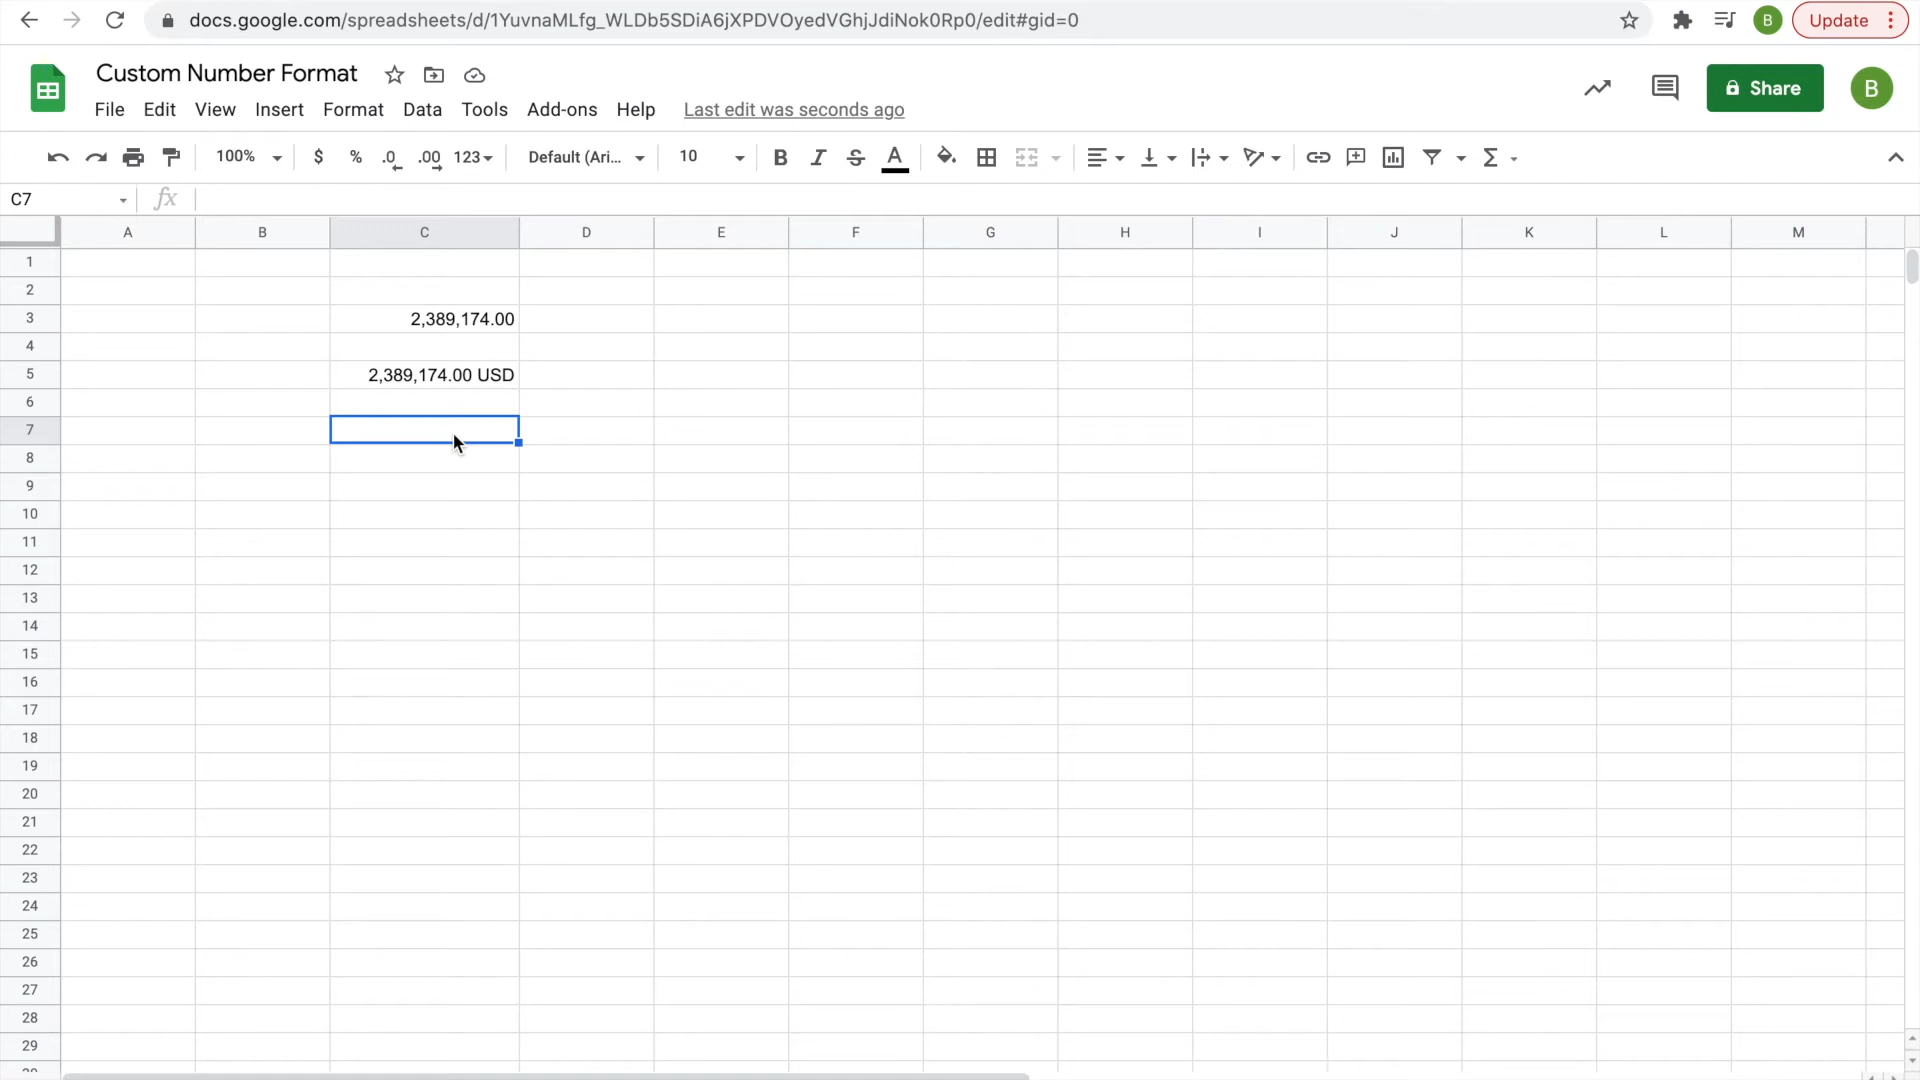 docs.google.com/spreadsheets/d/1YuvnaMLfg_WLDb5SDiA6jXPDVOyedVGhjJdiNok0Rp0/edit#gid=0
B
Update
Custom Number Format
File Edit View Insert Format Data Tools Add-ons Help Last edit was seconds ago
Share
B
100% $ % .0 .00 123 Default (Ari... 10 B I S A Σ
C7 fx
A B C D E F G H I J K L M
1
2
3 2,389,174.00
4
5 2,389,174.00 USD
6
7
8
9
10
11
12
13
14
15
16
17
18
19
20
21
22
23
24
25
26
27
28
29